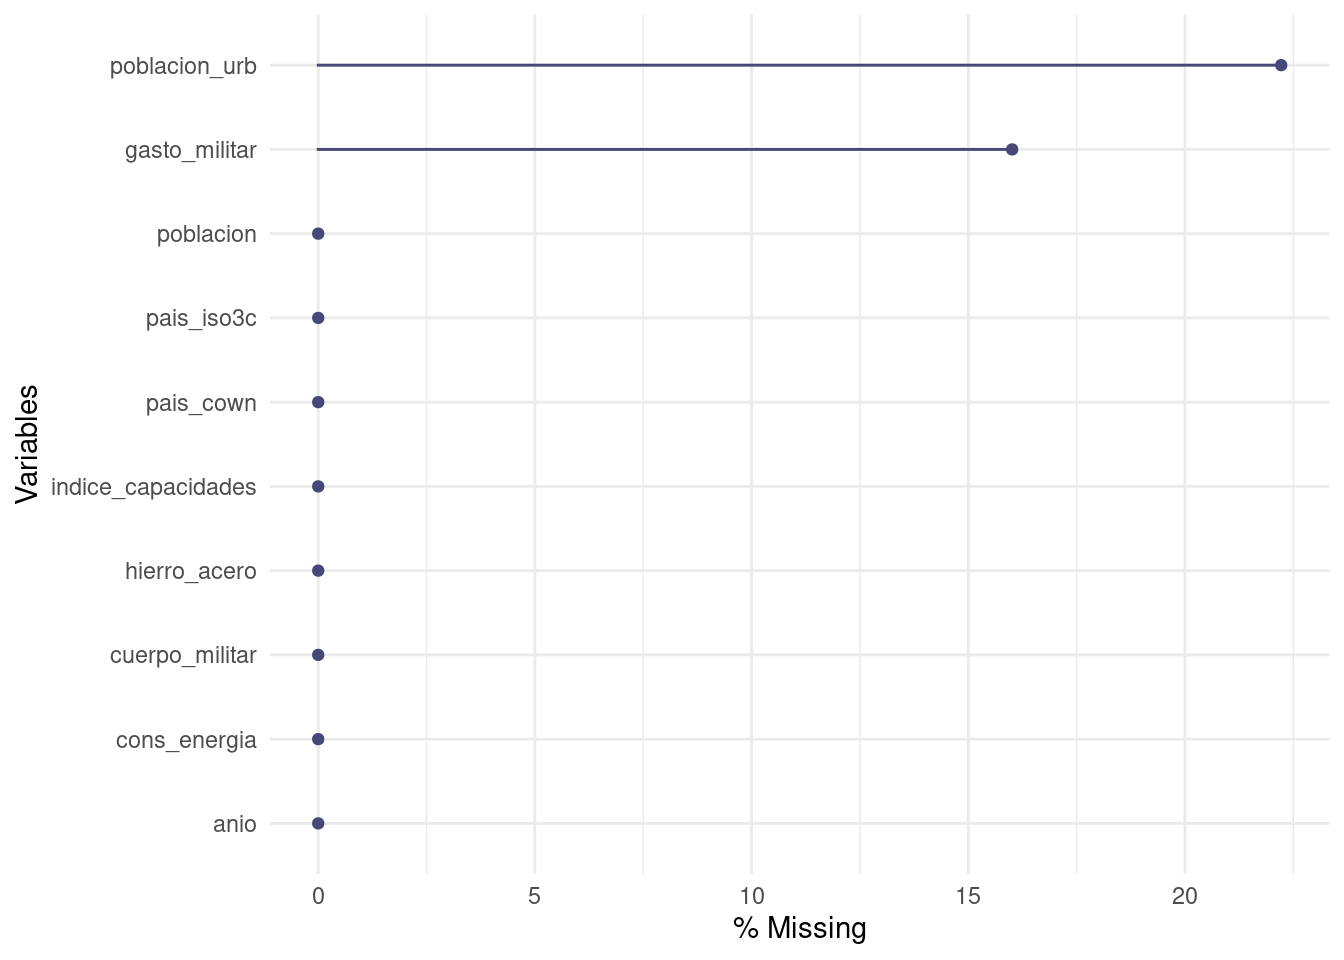 poblacion_urb
gasto_militar
poblacion
pais_iso3c
pais_cown
indice_capacidades
hierro_acero
cuerpo_militar
cons_energia
anio
Variables
0 5 10 15 20
% Missing